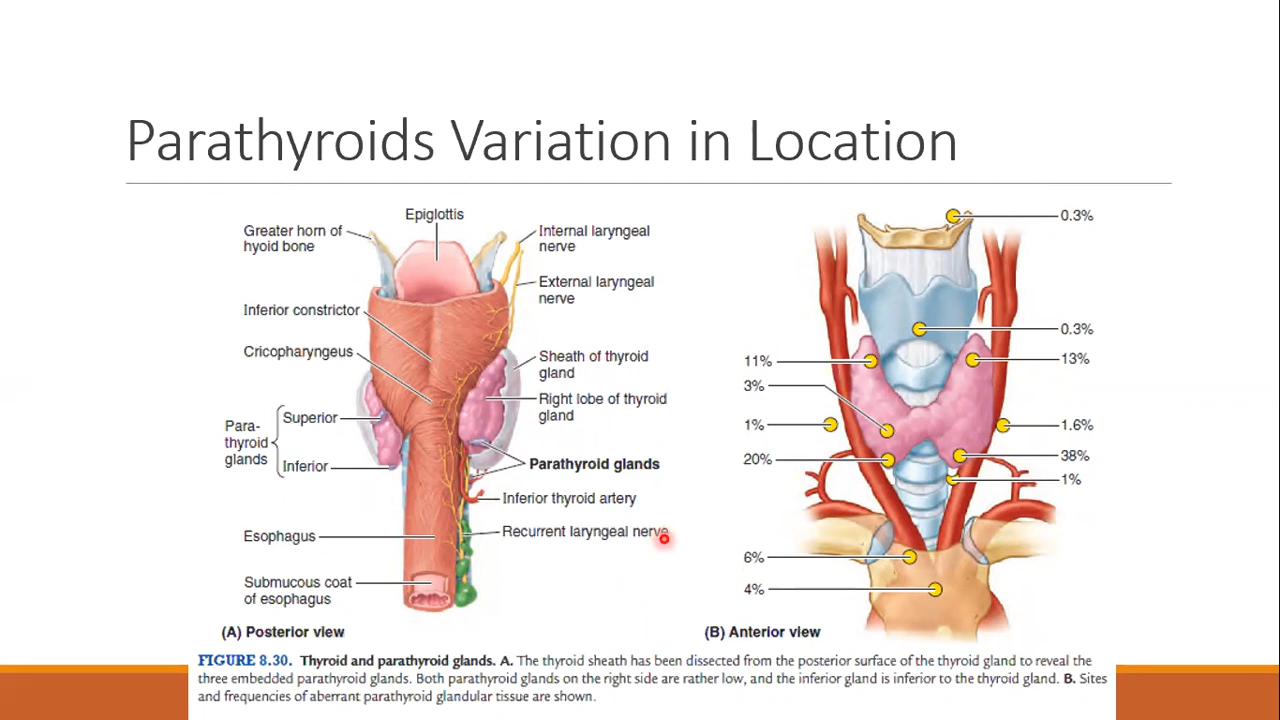 Parathyroids Variation in Location
Epiglottis
Greater horn of
hyoid bone
Inferior constrictor
Cricopharyngeus
Para-
thyroid
glands
Superior
Inferior
Esophagus
Submucous coat
of esophagus
Internal laryngeal
nerve
External laryngeal
nerve
Sheath of thyroid
gland
Right lobe of thyroid
gland
Parathyroid glands
Inferior thyroid artery
Recurrent laryngeal nerve
(A) Posterior view
0.3%
0.3%
11%
13%
3%
1%
1.6%
20%
38%
1%
6%
4%
(B) Anterior view
FIGURE 8.30. Thyroid and parathyroid glands. A. The thyroid sheath has been dissected from the posterior surface of the thyroid gland to reveal the
three embedded parathyroid glands. Both parathyroid glands on the right side are rather low, and the inferior gland is inferior to the thyroid gland. B. Sites
and frequencies of aberrant parathyroid glandular tissue are shown.